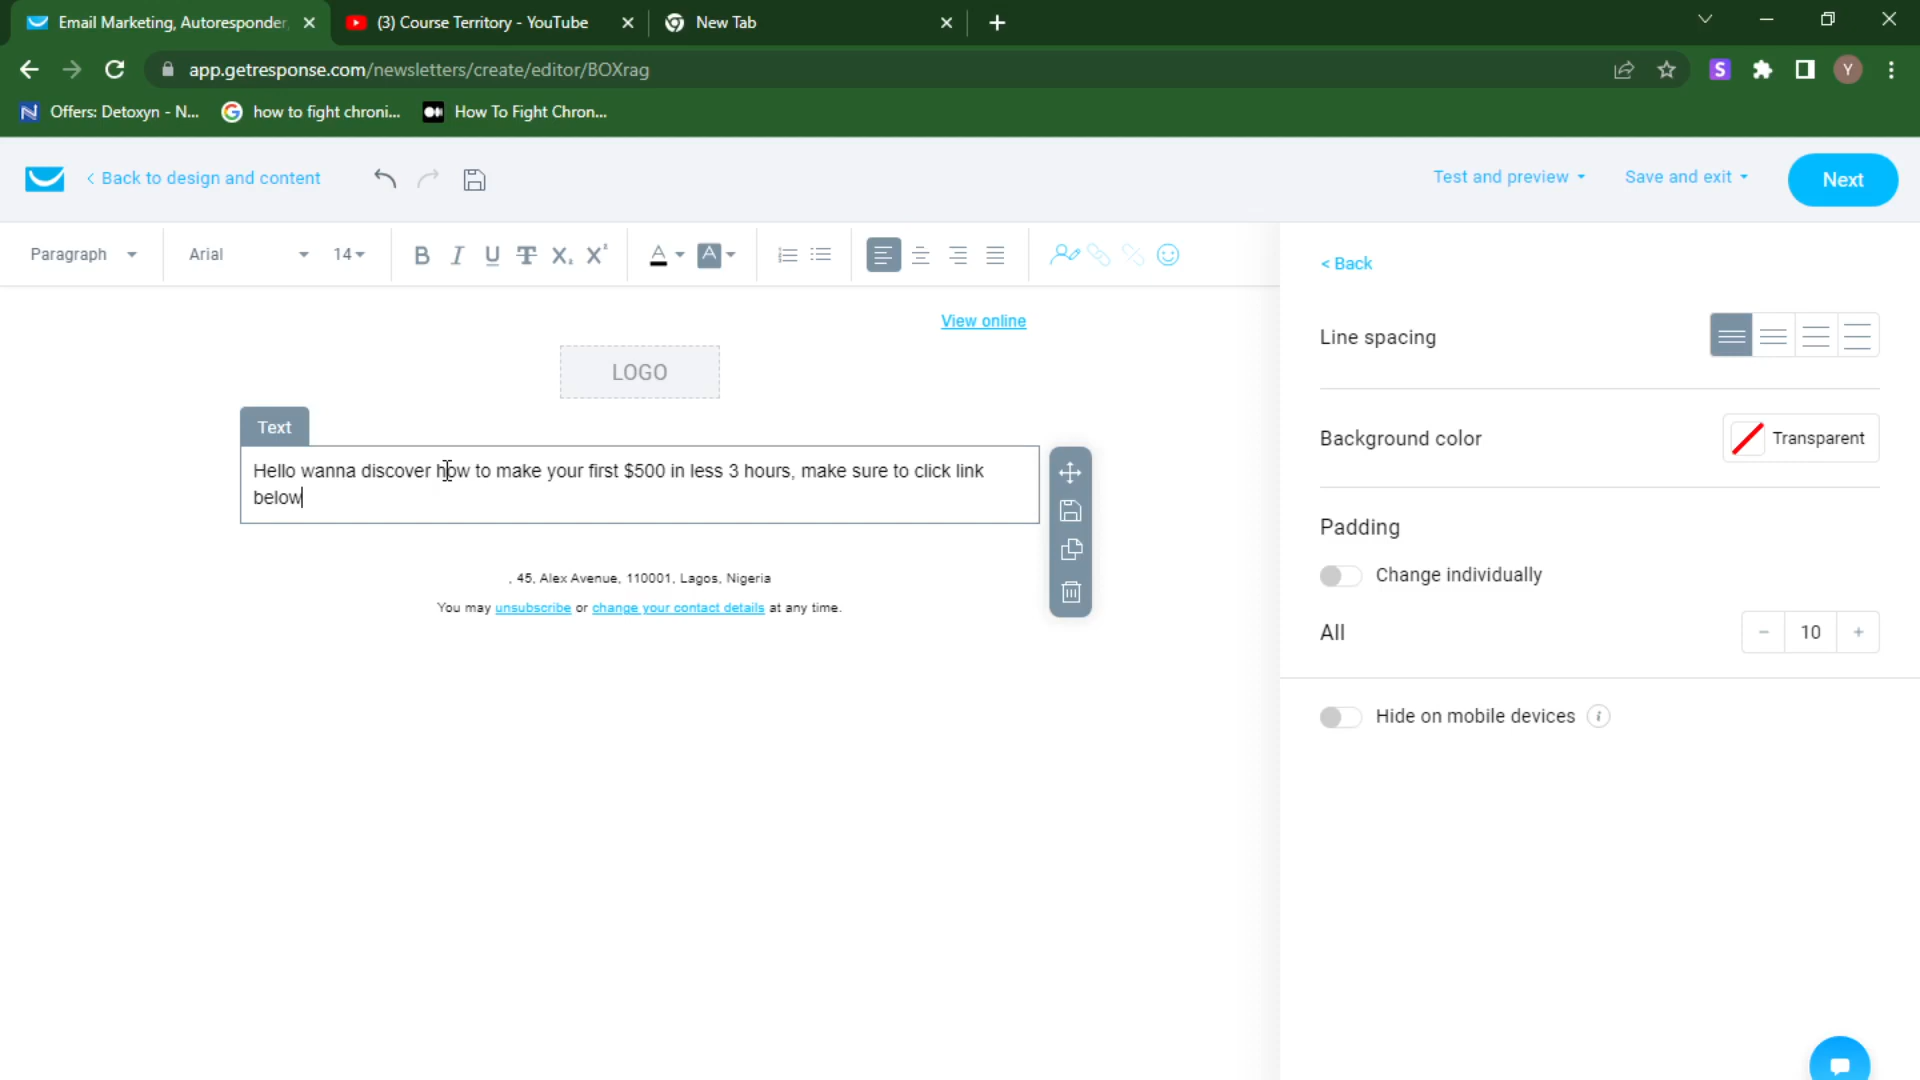 Email Marketing, Autoresponder,
(3) Course Territory - YouTube
New Tab
app.getresponse.com/newsletters/create/editor/BOXrag
S
Y
Offers: Detoxyn - N...
how to fight chroni...
How To Fight Chron...
< Back to design and content
Test and preview
Save and exit
Next
Paragraph
Arial
14
View online
LOGO
Text
Hello wanna discover how to make your first $500 in less 3 hours, make sure to click link
below
, 45, Alex Avenue, 110001, Lagos, Nigeria
You may unsubscribe or change your contact details at any time.
< Back
Line spacing
Background color
Transparent
Padding
Change individually
All
- 10 +
Hide on mobile devices